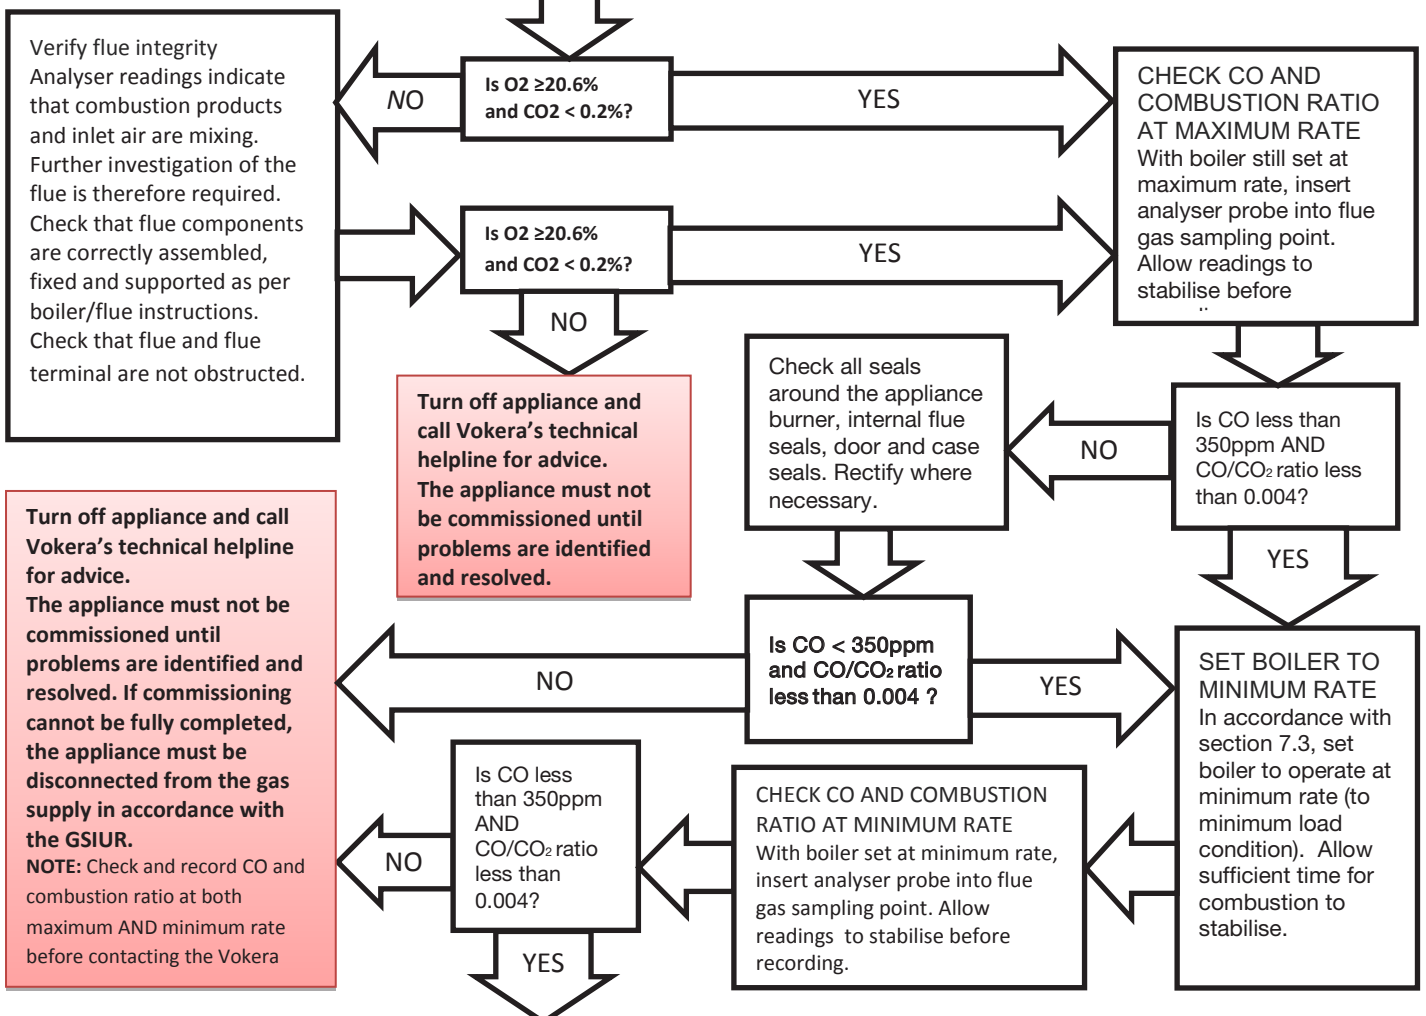 Verify flue integrity
Analyser readings indicate
that combustion products
and inlet air are mixing.
Further investigation of the
flue is therefore required.
Check that flue components
are correctly assembled,
fixed and supported as per
boiler/flue instructions.
Check that flue and flue
terminal are not obstructed.
NO
Is O2 ≥20.6%
and CO2 < 0.2%?
YES
CHECK CO AND
COMBUSTION RATIO
AT MAXIMUM RATE
With boiler still set at
maximum rate, insert
analyser probe into flue
gas sampling point.
Allow readings to
stabilise before
Is O2 ≥20.6%
and CO2 < 0.2%?
YES
NO
Turn off appliance and
call Vokera’s technical
helpline for advice.
The appliance must not
be commissioned until
problems are identified
and resolved.
Check all seals
around the appliance
burner, internal flue
seals, door and case
seals. Rectify where
necessary.
NO
Is CO less than
350ppm AND
CO/CO₂ ratio less
than 0.004?
YES
Turn off appliance and call
Vokera’s technical helpline
for advice.
The appliance must not be
commissioned until
problems are identified and
resolved. If commissioning
cannot be fully completed,
the appliance must be
disconnected from the gas
supply in accordance with
the GSIUR.
NOTE: Check and record CO and
combustion ratio at both
maximum AND minimum rate
before contacting the Vokera
NO
Is CO < 350ppm
and CO/CO₂ ratio
less than 0.004 ?
YES
SET BOILER TO
MINIMUM RATE
In accordance with
section 7.3, set
boiler to operate at
minimum rate (to
minimum load
condition). Allow
sufficient time for
combustion to
stabilise.
CHECK CO AND COMBUSTION
RATIO AT MINIMUM RATE
With boiler set at minimum rate,
insert analyser probe into flue
gas sampling point. Allow
readings to stabilise before
recording.
Is CO less
than 350ppm
AND
CO/CO₂ ratio
less than
0.004?
NO
YES